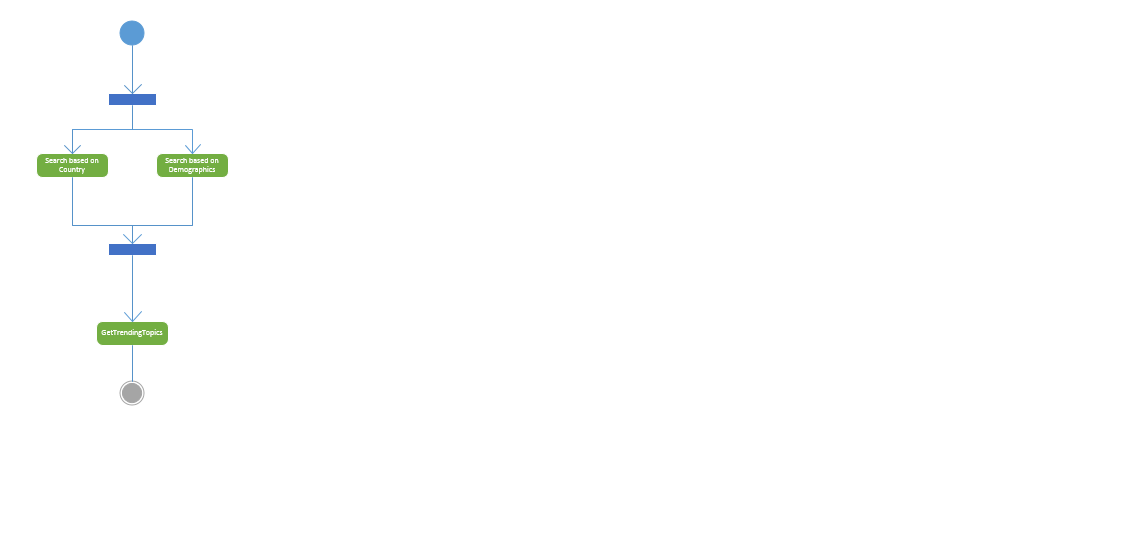 Search based on
Country
Search based on
Demographics
GetTrendingTopics